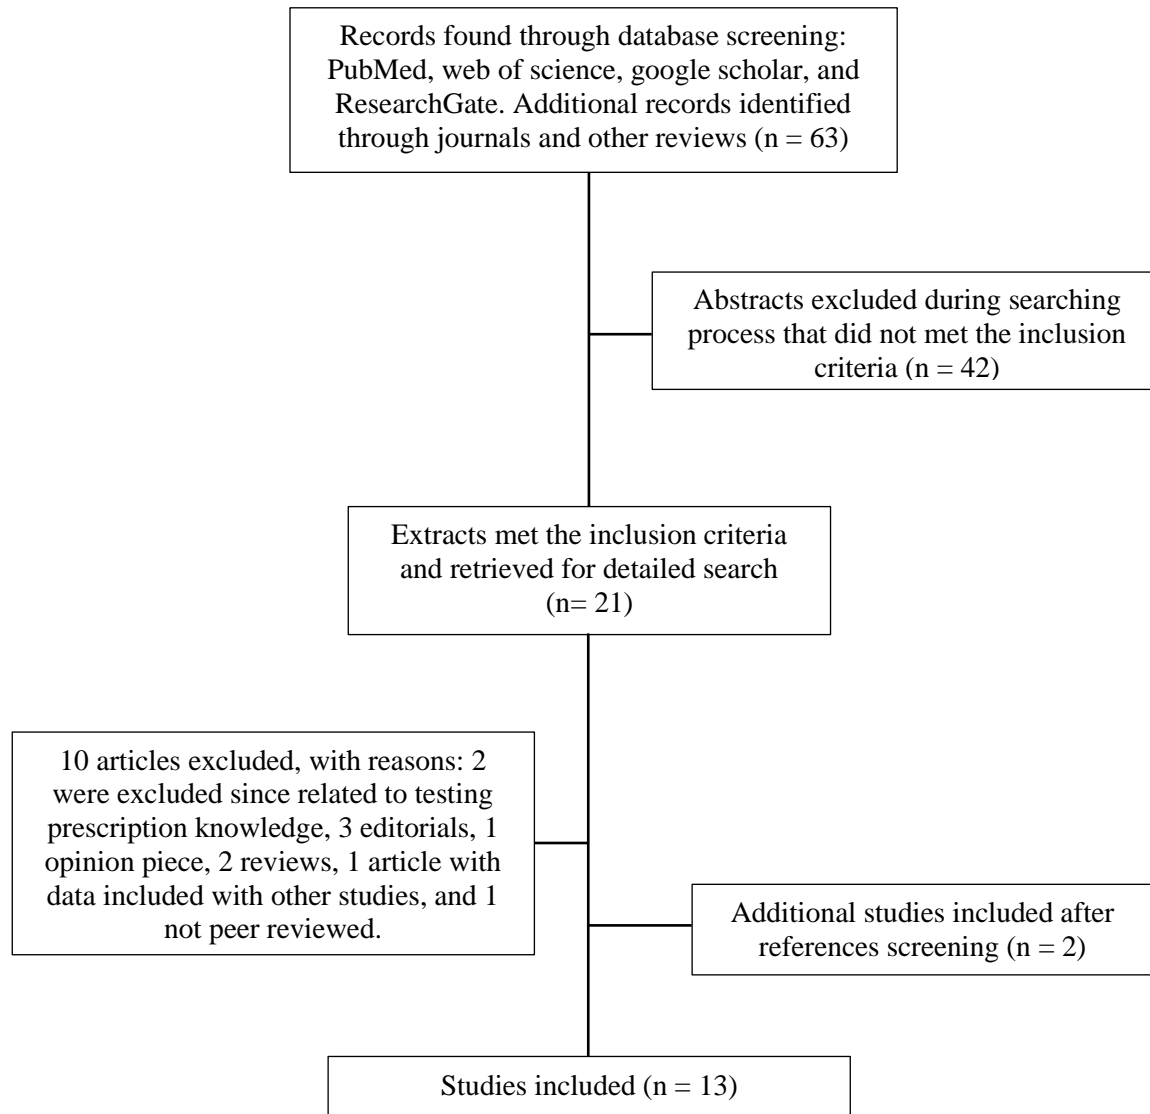 Records found through database screening:
PubMed, web of science, google scholar, and
ResearchGate. Additional records identified
through journals and other reviews (n = 63)
Abstracts excluded during searching
process that did not met the inclusion
criteria (n = 42)
Extracts met the inclusion criteria
and retrieved for detailed search
(n= 21)
10 articles excluded, with reasons: 2
were excluded since related to testing
prescription knowledge, 3 editorials, 1
opinion piece, 2 reviews, 1 article with
data included with other studies, and 1
not peer reviewed.
Additional studies included after
references screening (n = 2)
Studies included (n = 13)